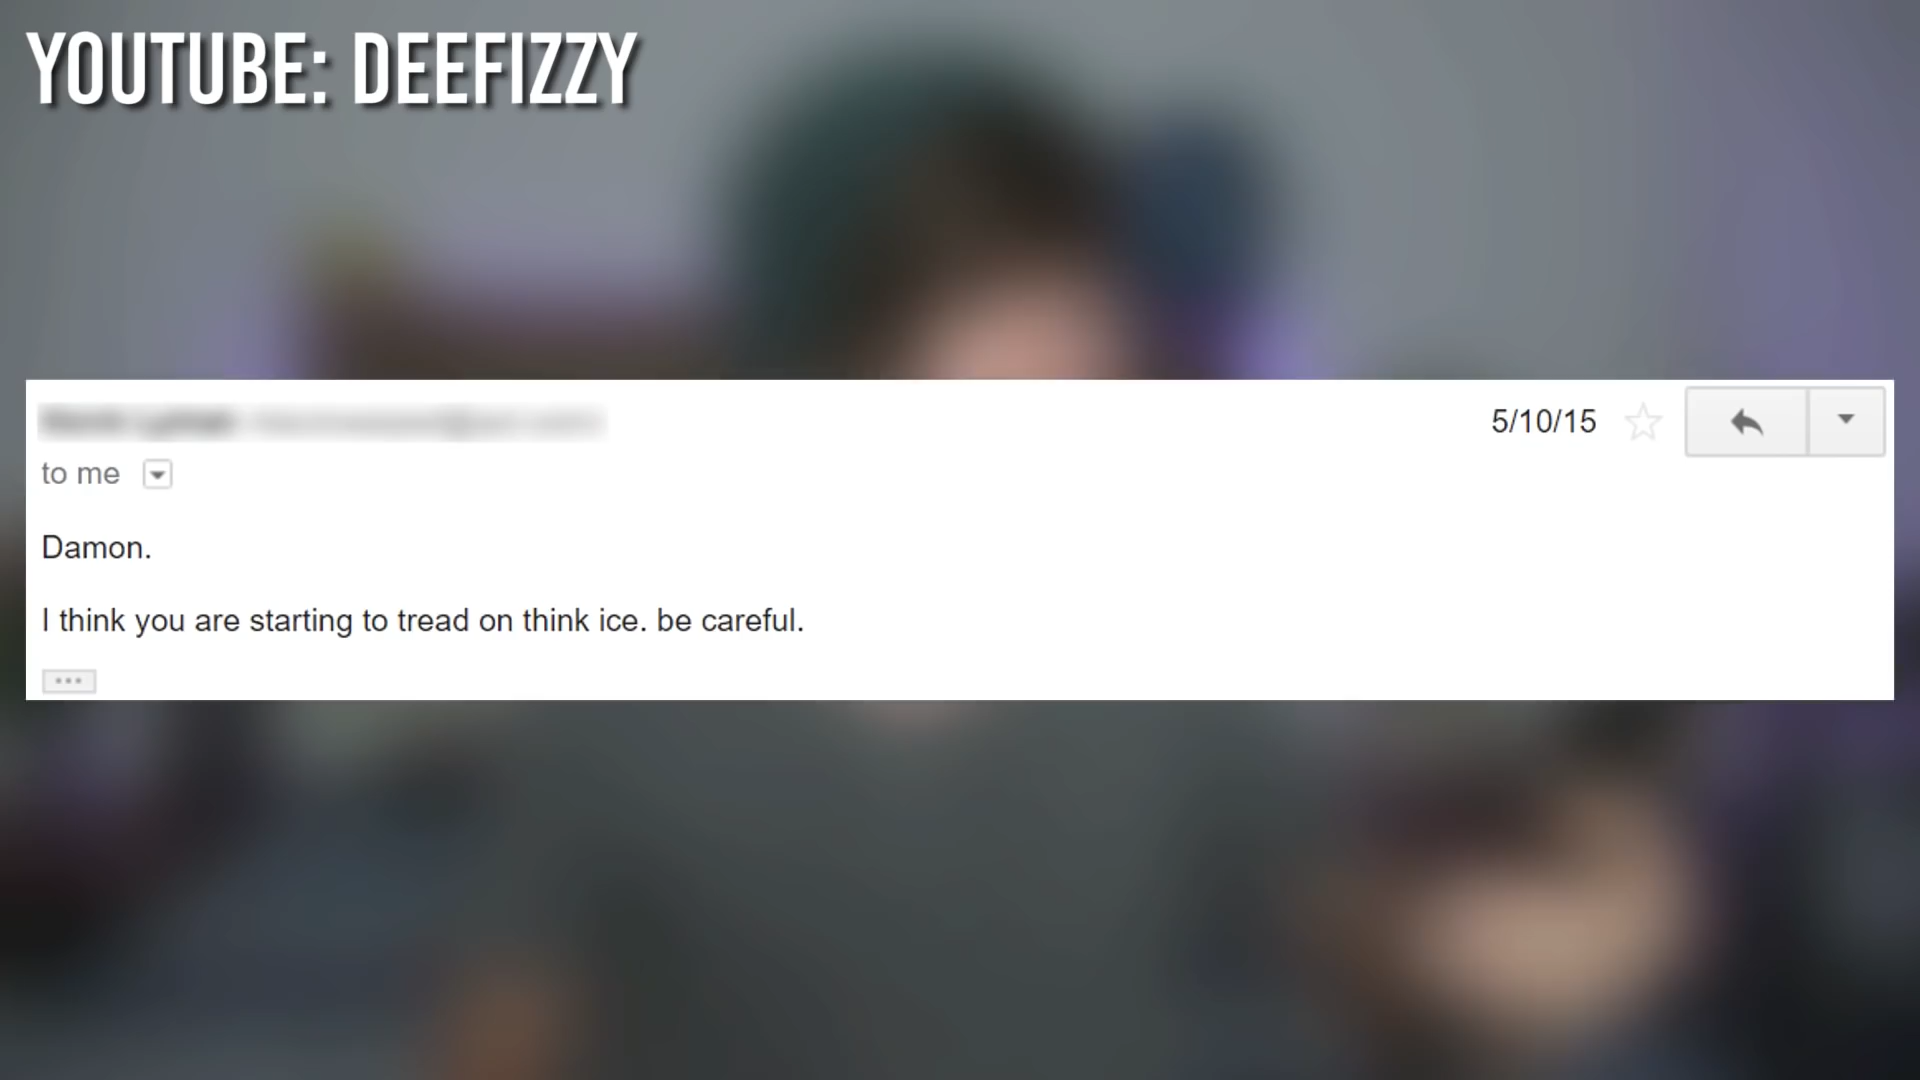 YOUTUBE: DEEFIZZY
5/10/15
to me
Damon.
I think you are starting to tread on think ice. be careful.